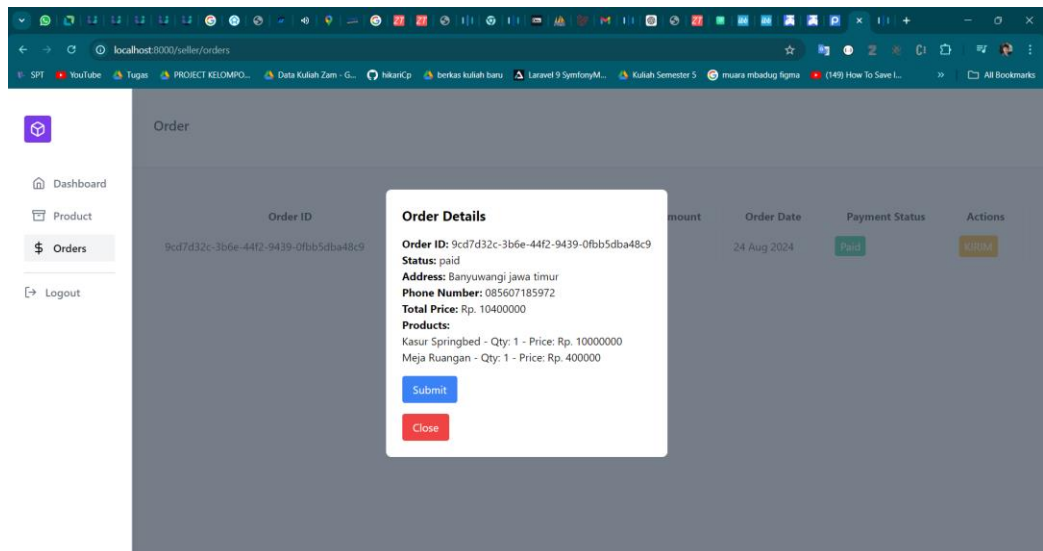 localhost:8000/seller/orders
SPT YouTube Tugas PROJECT KELOMPO... Data Kuliah Zam - G... hikariCp berkas kuliah baru Laravel 9 SymfonyM... Kuliah Semester 5 muara mbadug figma (149) How To Save I... » All Bookmarks
Order
Dashboard
Product
Orders
Logout
Order ID mount Order Date Payment Status Actions
9cd7d32c-3b6e-44f2-9439-0fbb5dba48c9 24 Aug 2024 Paid KIRIM
Order Details
Order ID: 9cd7d32c-3b6e-44f2-9439-0fbb5dba48c9
Status: paid
Address: Banyuwangi jawa timur
Phone Number: 085607185972
Total Price: Rp. 10400000
Products:
Kasur Springbed - Qty: 1 - Price: Rp. 10000000
Meja Ruangan - Qty: 1 - Price: Rp. 400000
Submit
Close